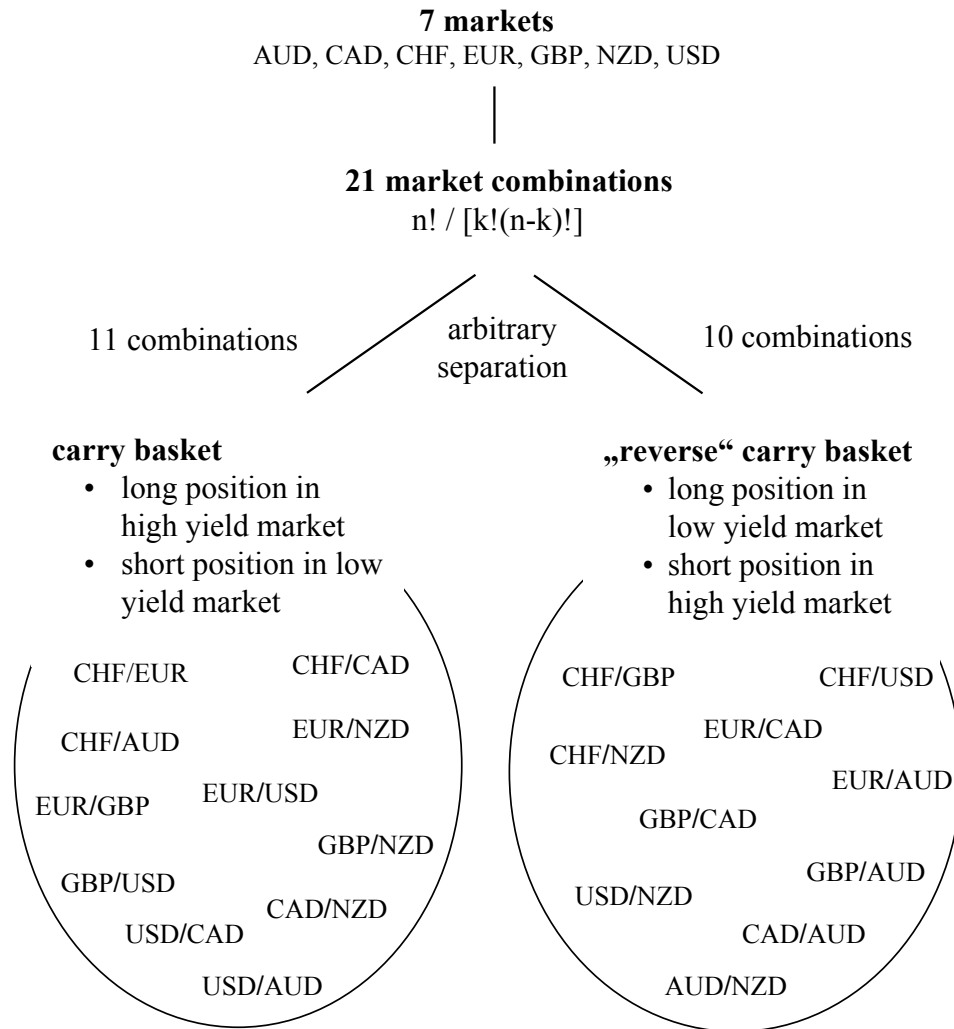 7 markets
AUD, CAD, CHF, EUR, GBP, NZD, USD
21 market combinations
n! / [k!(n-k)!]
11 combinations
arbitrary
separation
10 combinations
carry basket
• long position in
high yield market
• short position in low
yield market
„reverse“ carry basket
• long position in
low yield market
• short position in
high yield market
CHF/EUR
CHF/CAD
CHF/AUD
EUR/NZD
EUR/GBP
EUR/USD
GBP/NZD
GBP/USD
CAD/NZD
USD/CAD
USD/AUD
CHF/GBP
CHF/USD
EUR/CAD
CHF/NZD
EUR/AUD
GBP/CAD
GBP/AUD
USD/NZD
CAD/AUD
AUD/NZD